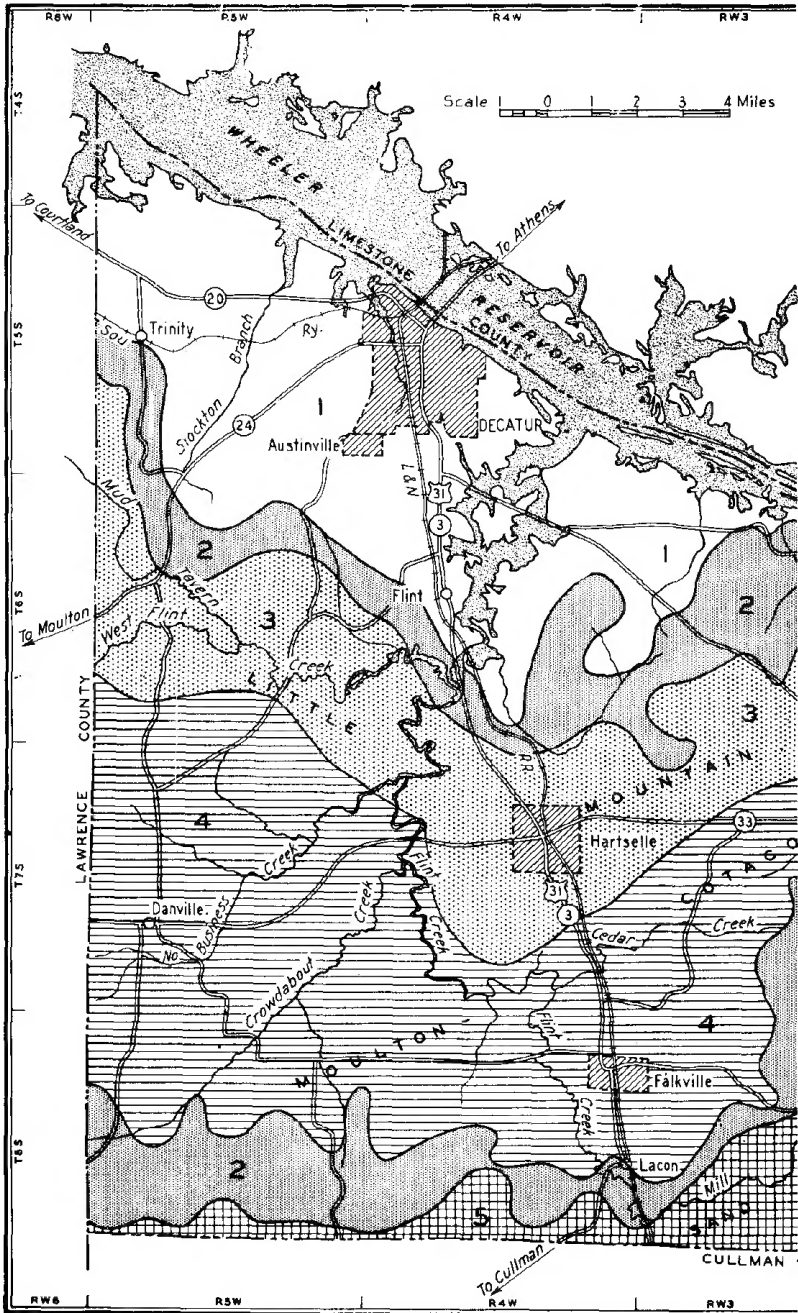 R6W R5W R4W RW3
T4S
Scale 1 0 1 2 3 4 Miles
WHEELER
To Courtland
LIMESTONE
To Athens
RESERVOIR
COUNTY
20
T5S
Sou
Trinity
Ry.
Branch
Stockton
1
24
Austinville
DECATUR
L&N
31
3
Mud
2
1
Tavern
Flint
2
T6S
To Moulton
West Flint
3
Creek
LITTLE
3
LAWRENCE COUNTY
R.R.
MOUNTAIN
4
33
Hartselle
COTACO
Creek
Flint
Creek
T7S
31
3
Danville
No Business
Creek
Creek
Cedar
Creek
Crowdabout
Flint
4
MOULTON
Falkville
Creek
T8S
Lacon
2
Mill
5
SAND
CULLMAN
To Cullman
RW6 R5W R4W RW3